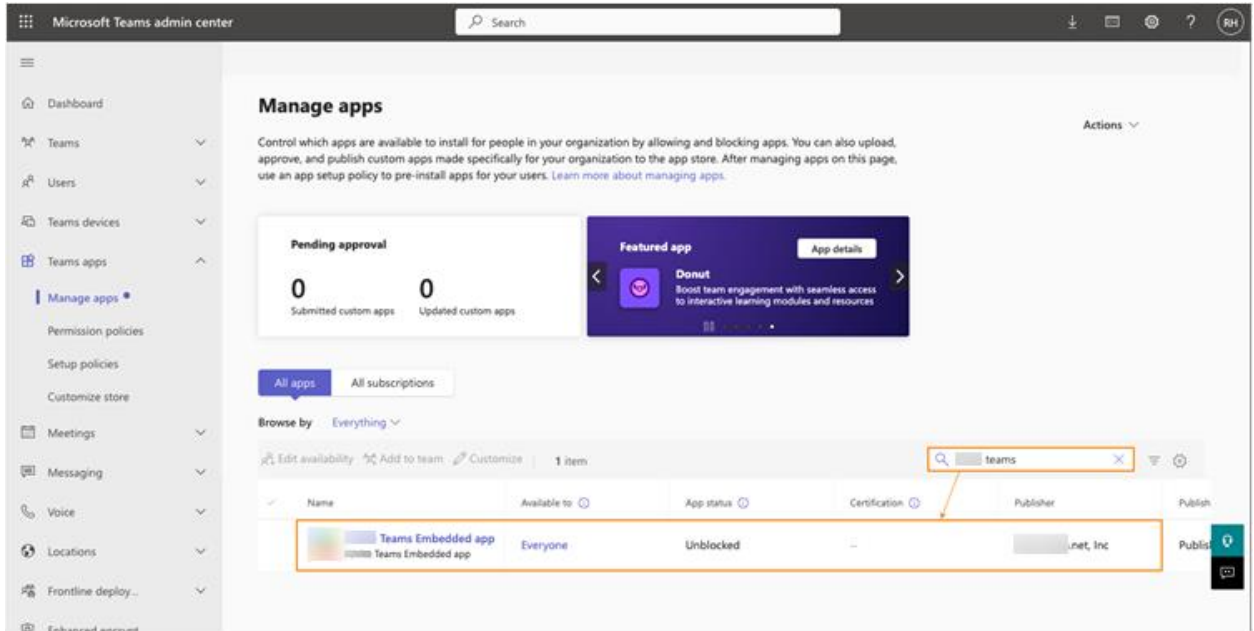 Microsoft Teams admin center
Search
?
RH
Dashboard
Teams
Users
Teams devices
Teams apps
Manage apps
Permission policies
Setup policies
Customize store
Meetings
Messaging
Voice
Locations
Frontline deploy...
Enhanced encrypt
Manage apps
Actions
Control which apps are available to install for people in your organization by allowing and blocking apps. You can also upload,
approve, and publish custom apps made specifically for your organization to the app store. After managing apps on this page,
use an app setup policy to pre-install apps for your users. Learn more about managing apps.
Pending approval
0
Submitted custom apps
0
Updated custom apps
Featured app
App details
Donut
Boost team engagement with seamless access
to interactive learning modules and resources
All apps
All subscriptions
Browse by Everything
Edit availability Add to team Customize 1 item
teams
Name Available to App status Certification Publisher Publish
Teams Embedded app
Teams Embedded app
Everyone Unblocked -- .net, Inc Publis